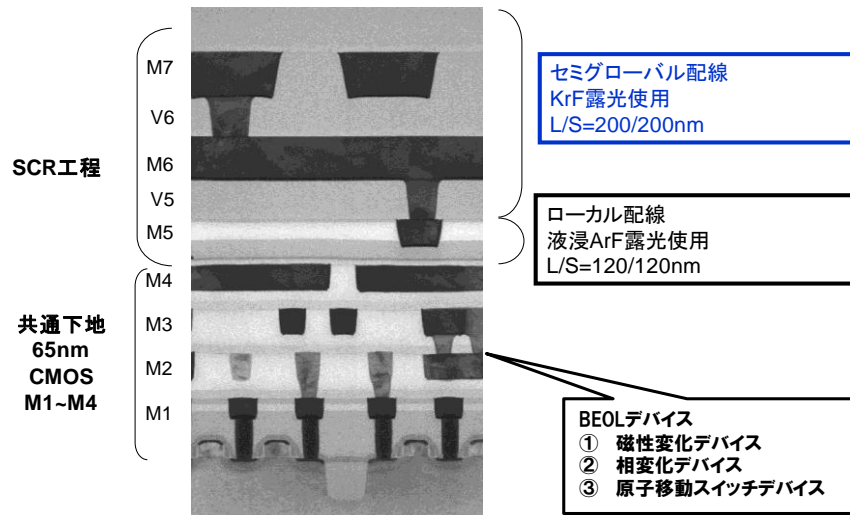 M7
V6
M6
V5
M5
M4
M3
M2
M1
SCR工程
共通下地
65nm
CMOS
M1~M4
セミグローバル配線
KrF露光使用
L/S=200/200nm
ローカル配線
液浸ArF露光使用
L/S=120/120nm
BEOLデバイス
① 磁性変化デバイス
② 相変化デバイス
③ 原子移動スイッチデバイス